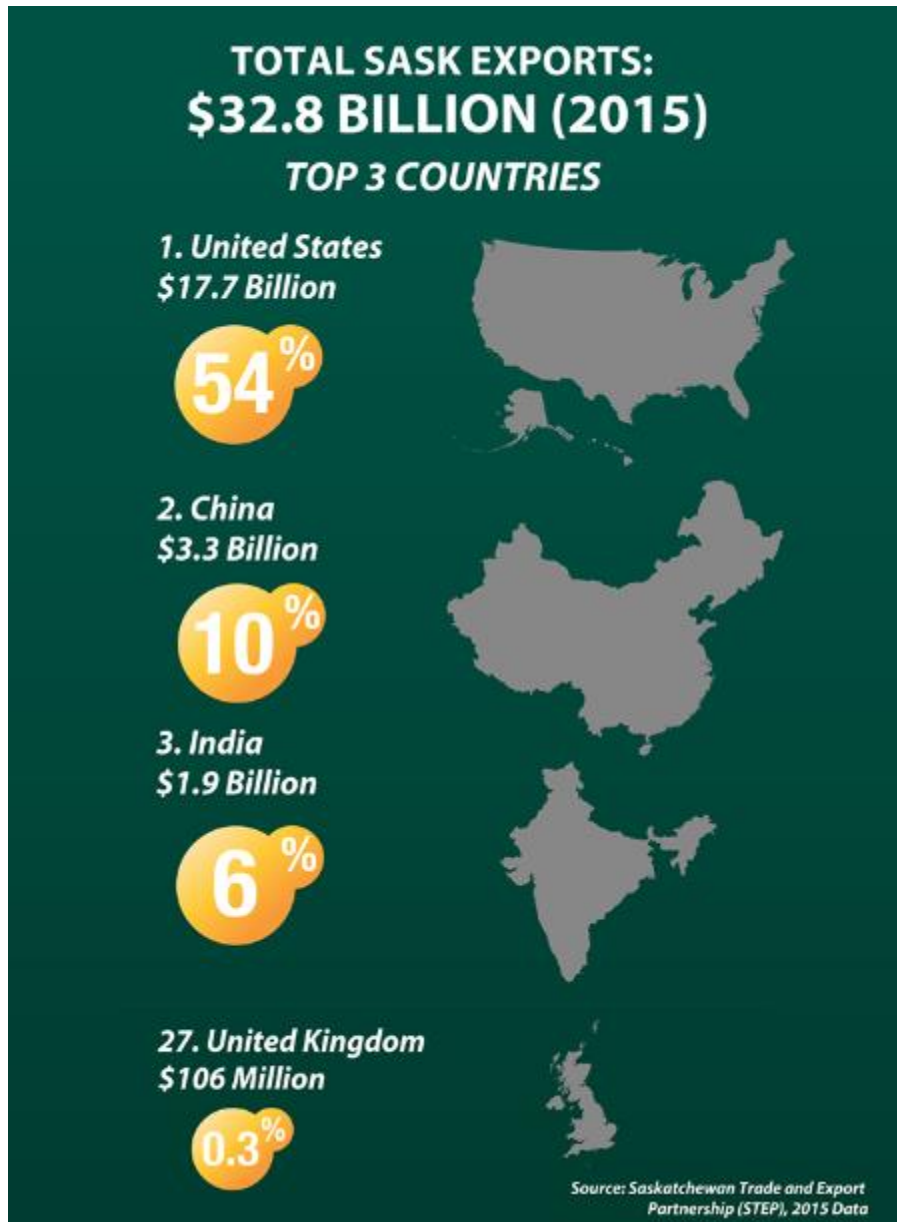 TOTAL SASK EXPORTS:
$32.8 BILLION (2015)
TOP 3 COUNTRIES
1. United States
$17.7 Billion
54%
2. China
$3.3 Billion
10%
3. India
$1.9 Billion
6%
27. United Kingdom
$106 Million
0.3%
Source: Saskatchewan Trade and Export
Partnership (STEP), 2015 Data